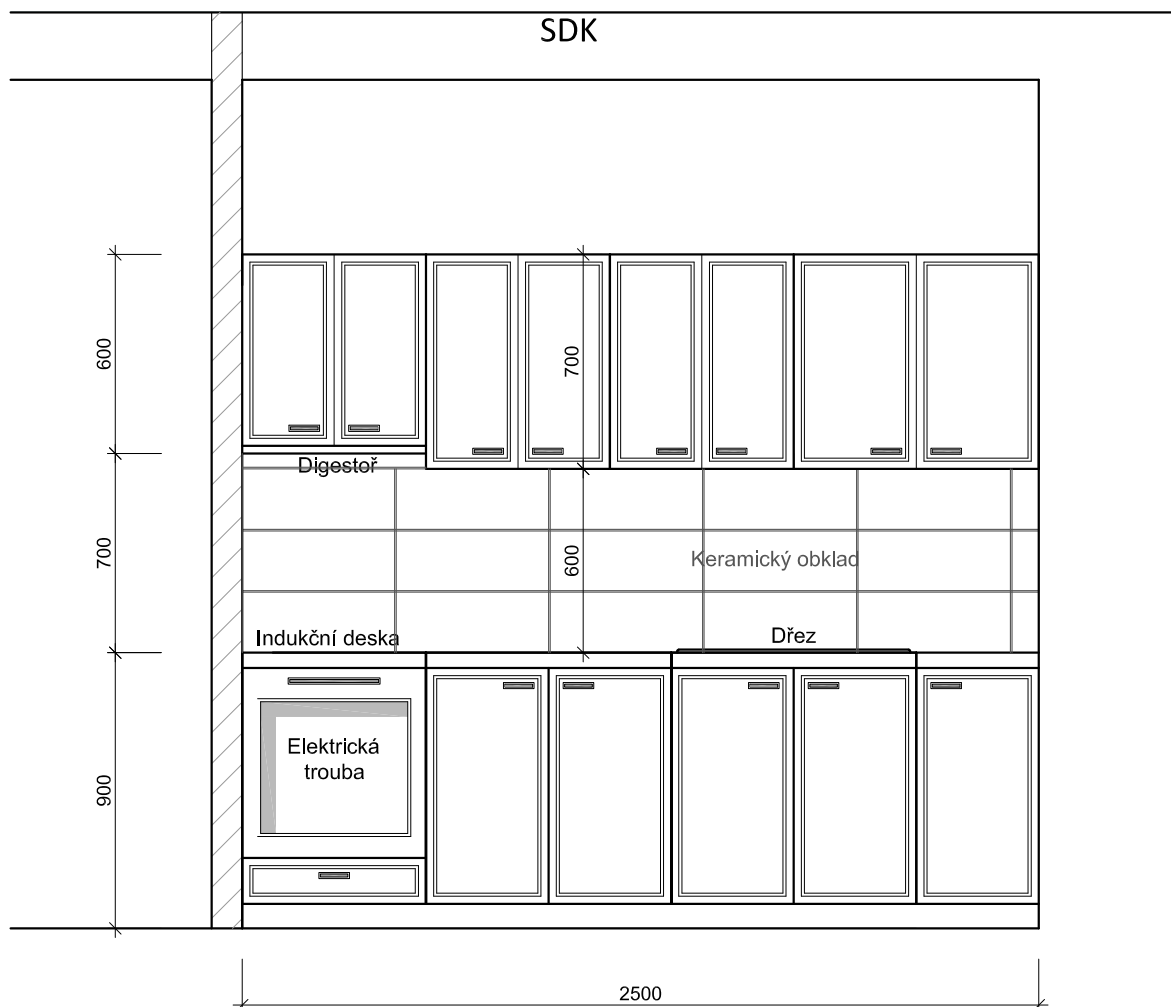 SDK
600
700
Digestoř
700
600
Keramický obklad
Indukční deska
Dřez
Elektrická
trouba
900
2500